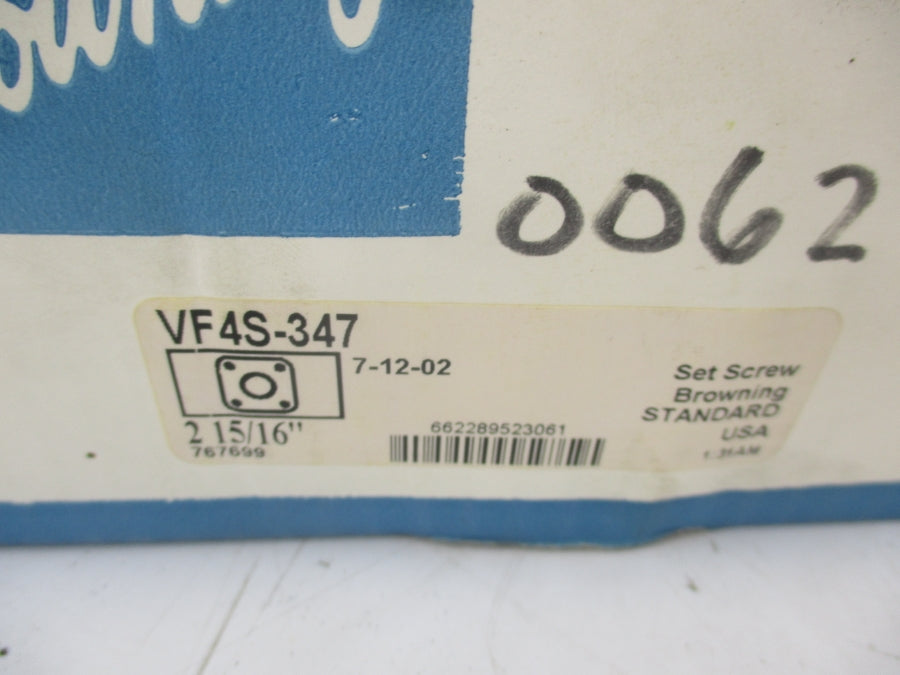 0062
VF4S-347
7-12-02
2 15/16"
767699
662289523061
Set Screw
Browning
STANDARD
USA